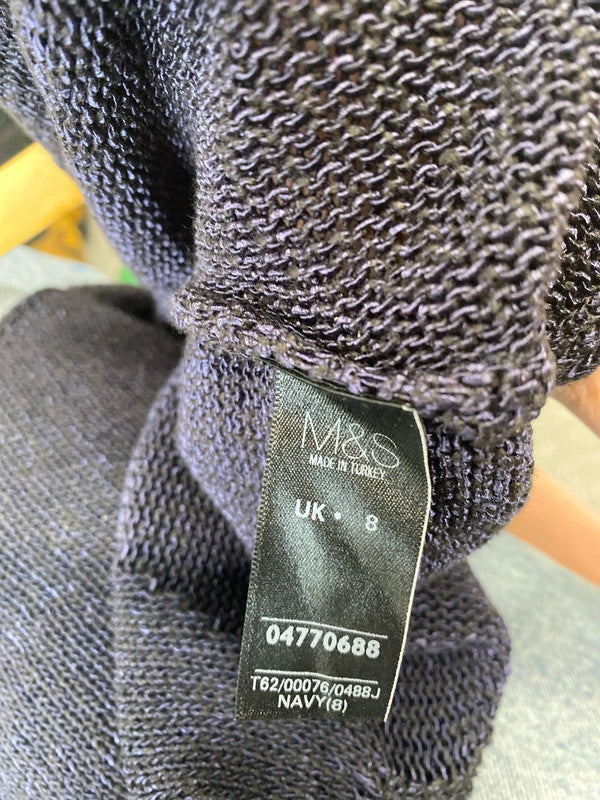 M&S
MADE IN TURKEY
UK • 8
04770688
T62/00076/0488J
NAVY(8)